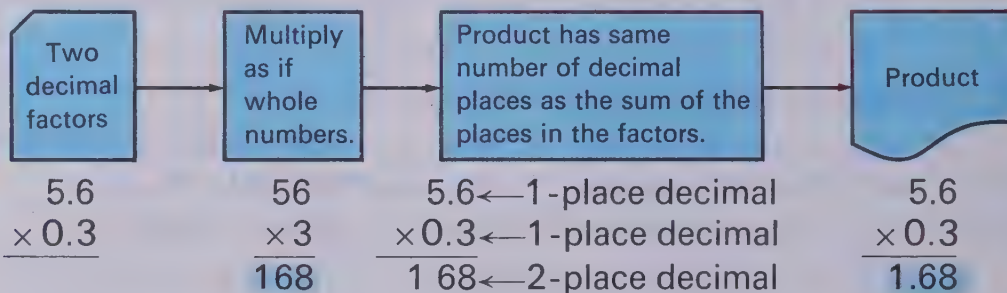 Two
decimal
factors
Multiply
as if
whole
numbers.
Product has same
number of decimal
places as the sum of the
places in the factors.
Product
5.6
× 0.3
56
×3
168
5.6←1-place decimal
×0.3←1-place decimal
1 68←2-place decimal
5.6
× 0.3
1.68